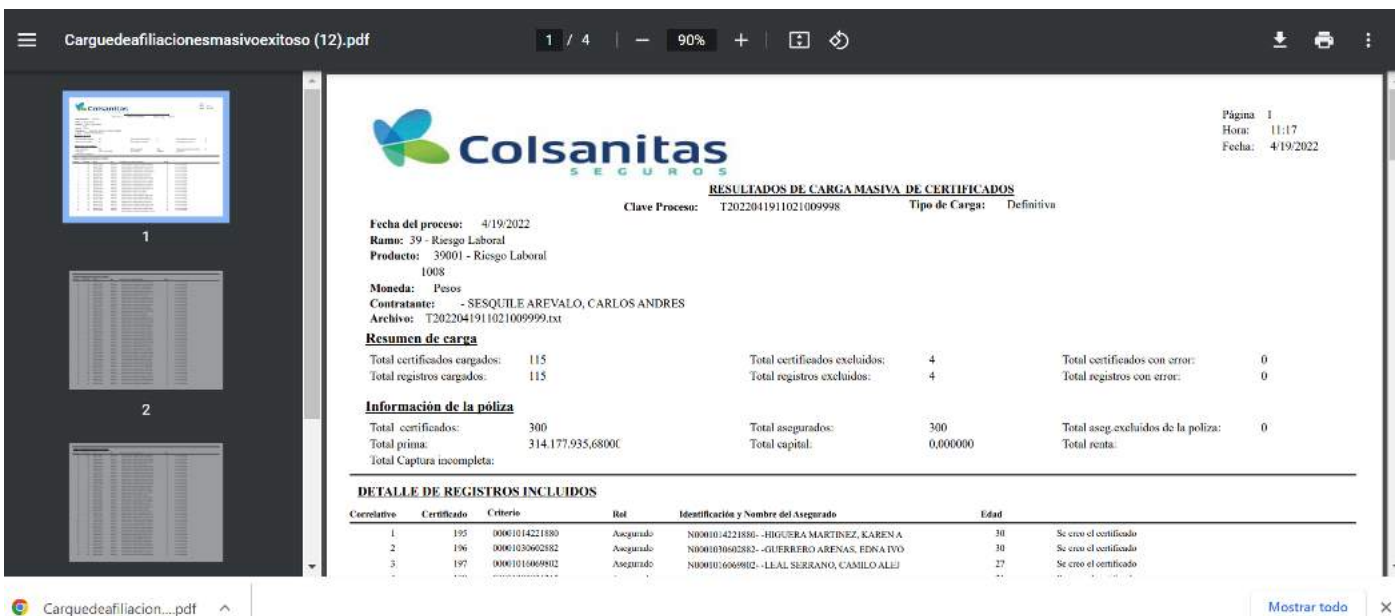 Carguedeafiliacionesmasivoexitoso (12).pdf
1 / 4
90%
1
2
Colsanitas
SEGUROS
Página 1
Hora: 11:17
Fecha: 4/19/2022
RESULTADOS DE CARGA MASIVA DE CERTIFICADOS
Clave Proceso: T2022041911021009998 Tipo de Carga: Definitiva
Fecha del proceso: 4/19/2022
Ramo: 39 - Riesgo Laboral
Producto: 39001 - Riesgo Laboral
1008
Moneda: Pesos
Contratante: - SESQUILE AREVALO, CARLOS ANDRES
Archivo: T2022041911021009999.txt
Resumen de carga
Total certificados cargados: 115 Total certificados excluidos: 4 Total certificados con error: 0
Total registros cargados: 115 Total registros excluidos: 4 Total registros con error: 0
Información de la póliza
Total certificados: 300 Total asegurados: 300 Total aseg.excluidos de la poliza: 0
Total prima: 314.177.935,68000 Total capital: 0,000000 Total renta:
Total Captura incompleta:
DETALLE DE REGISTROS INCLUIDOS
Correlativo Certificado Criterio Rol Identificación y Nombre del Asegurado Edad
1 195 00001014221880 Asegurado N00001014221880- -HIGUERA MARTINEZ, KAREN A 30 Se creo el certificado
2 196 00001030602882 Asegurado N00001030602882- -GUERRERO ARENAS, EDNA IVO 30 Se creo el certificado
3 197 00001016069802 Asegurado N00001016069802- -LEAL SERRANO, CAMILO ALEJ 27 Se creo el certificado
Carguedeafiliacion....pdf
Mostrar todo